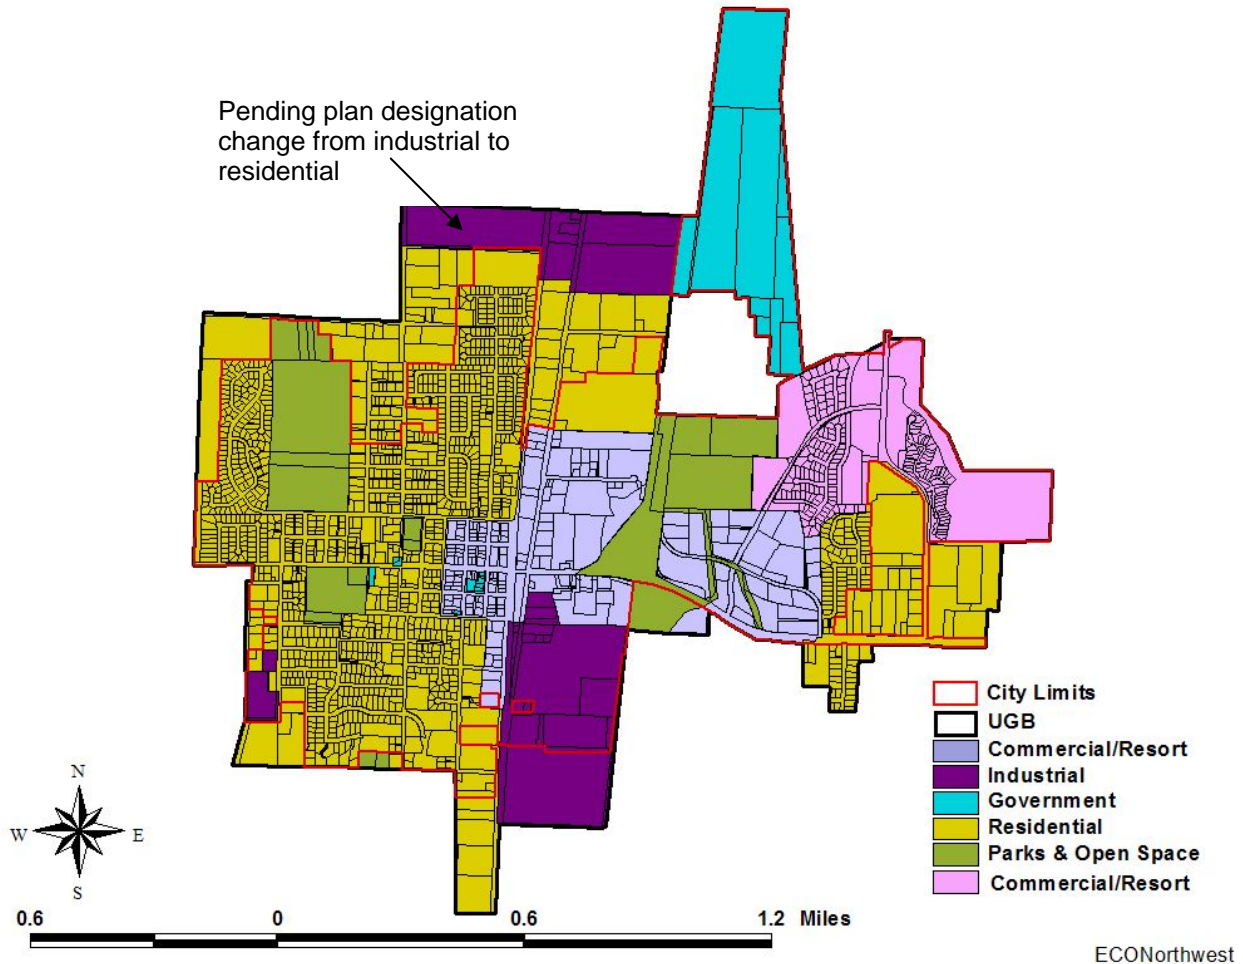 Pending plan designation
change from industrial to
residential
City Limits
UGB
Commercial/Resort
Industrial
Government
Residential
Parks & Open Space
Commercial/Resort
N
W E
S
0.6 0 0.6 1.2 Miles
ECONorthwest